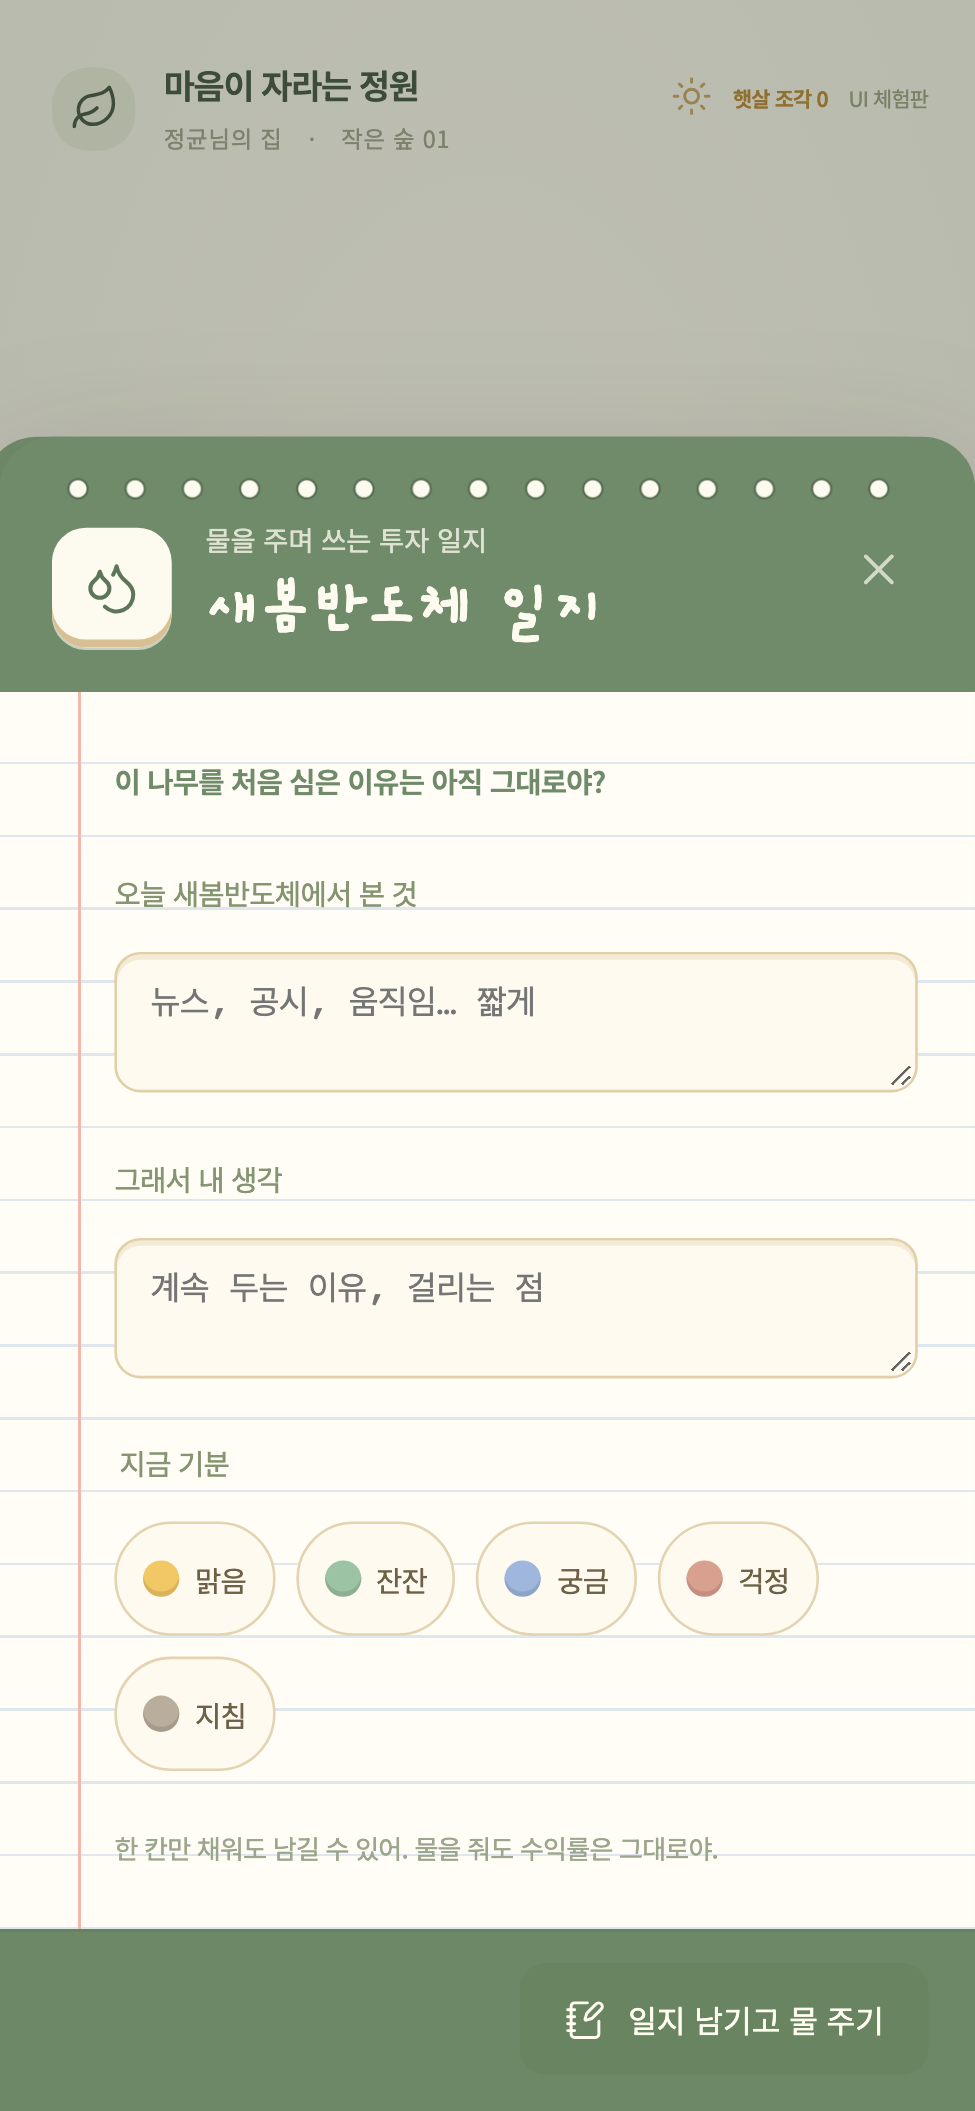 마음이 자라는 정원
정균님의 집 · 작은 숲 01
햇살 조각 0 UI 체험판
물을 주며 쓰는 투자 일지
새봄반도체 일지
이 나무를 처음 심은 이유는 아직 그대로야?
오늘 새봄반도체에서 본 것
뉴스, 공시, 움직임… 짧게
그래서 내 생각
계속 두는 이유, 걸리는 점
지금 기분
맑음 잔잔 궁금 걱정
지침
한 칸만 채워도 남길 수 있어. 물을 줘도 수익률은 그대로야.
일지 남기고 물 주기